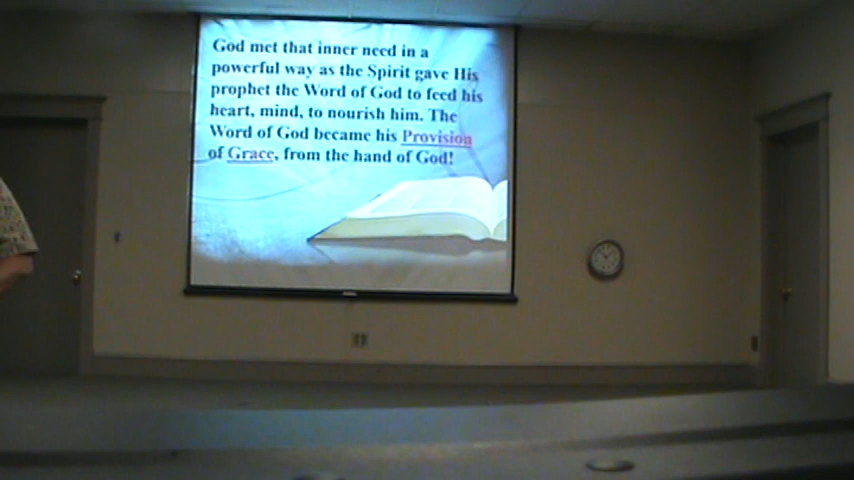 God met that inner need in a
powerful way as the Spirit gave His
prophet the Word of God to feed his
heart, mind, to nourish him. The
Word of God became his Provision
of Grace, from the hand of God!